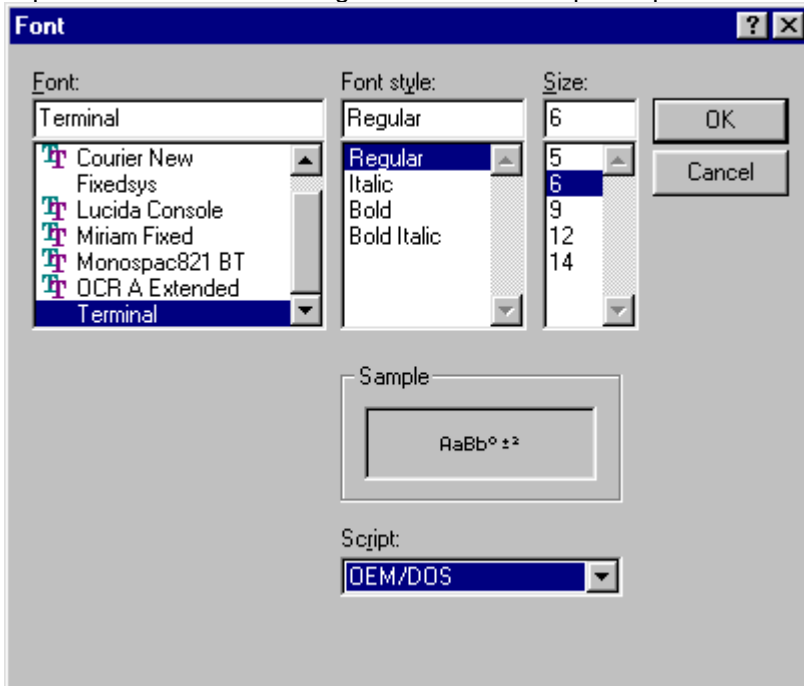 Font
Font: Font style: Size:
Terminal Regular 6 OK
Courier New Regular 5 Cancel
Fixedsys Italic 6
Lucida Console Bold 9
Miriam Fixed Bold Italic 12
Monospac821 BT 14
OCR A Extended
Terminal
Sample
AaBbº±²
Script:
OEM/DOS